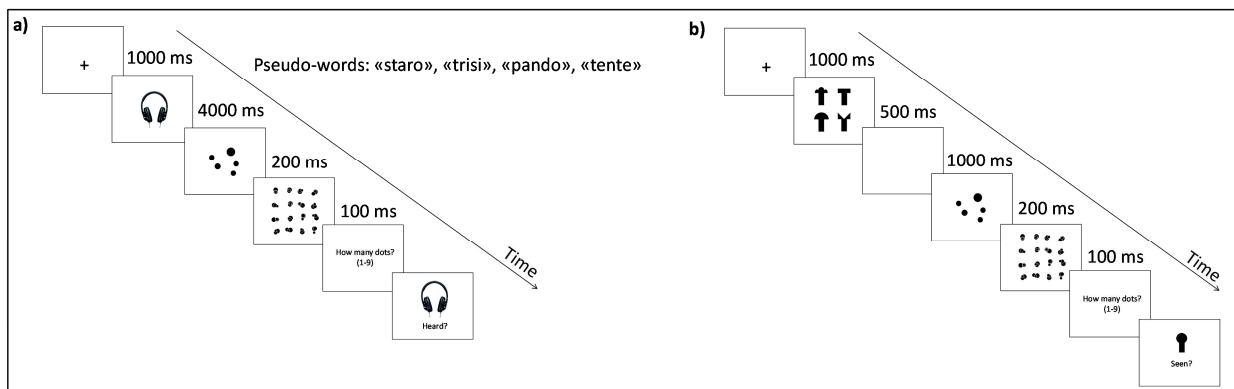 a)
1000 ms
Pseudo-words: «staro», «trisi», «pando», «tente»
4000 ms
200 ms
100 ms
How many dots?
(1-9)
Time
Heard?
b)
1000 ms
500 ms
1000 ms
200 ms
100 ms
How many dots?
(1-9)
Time
Seen?